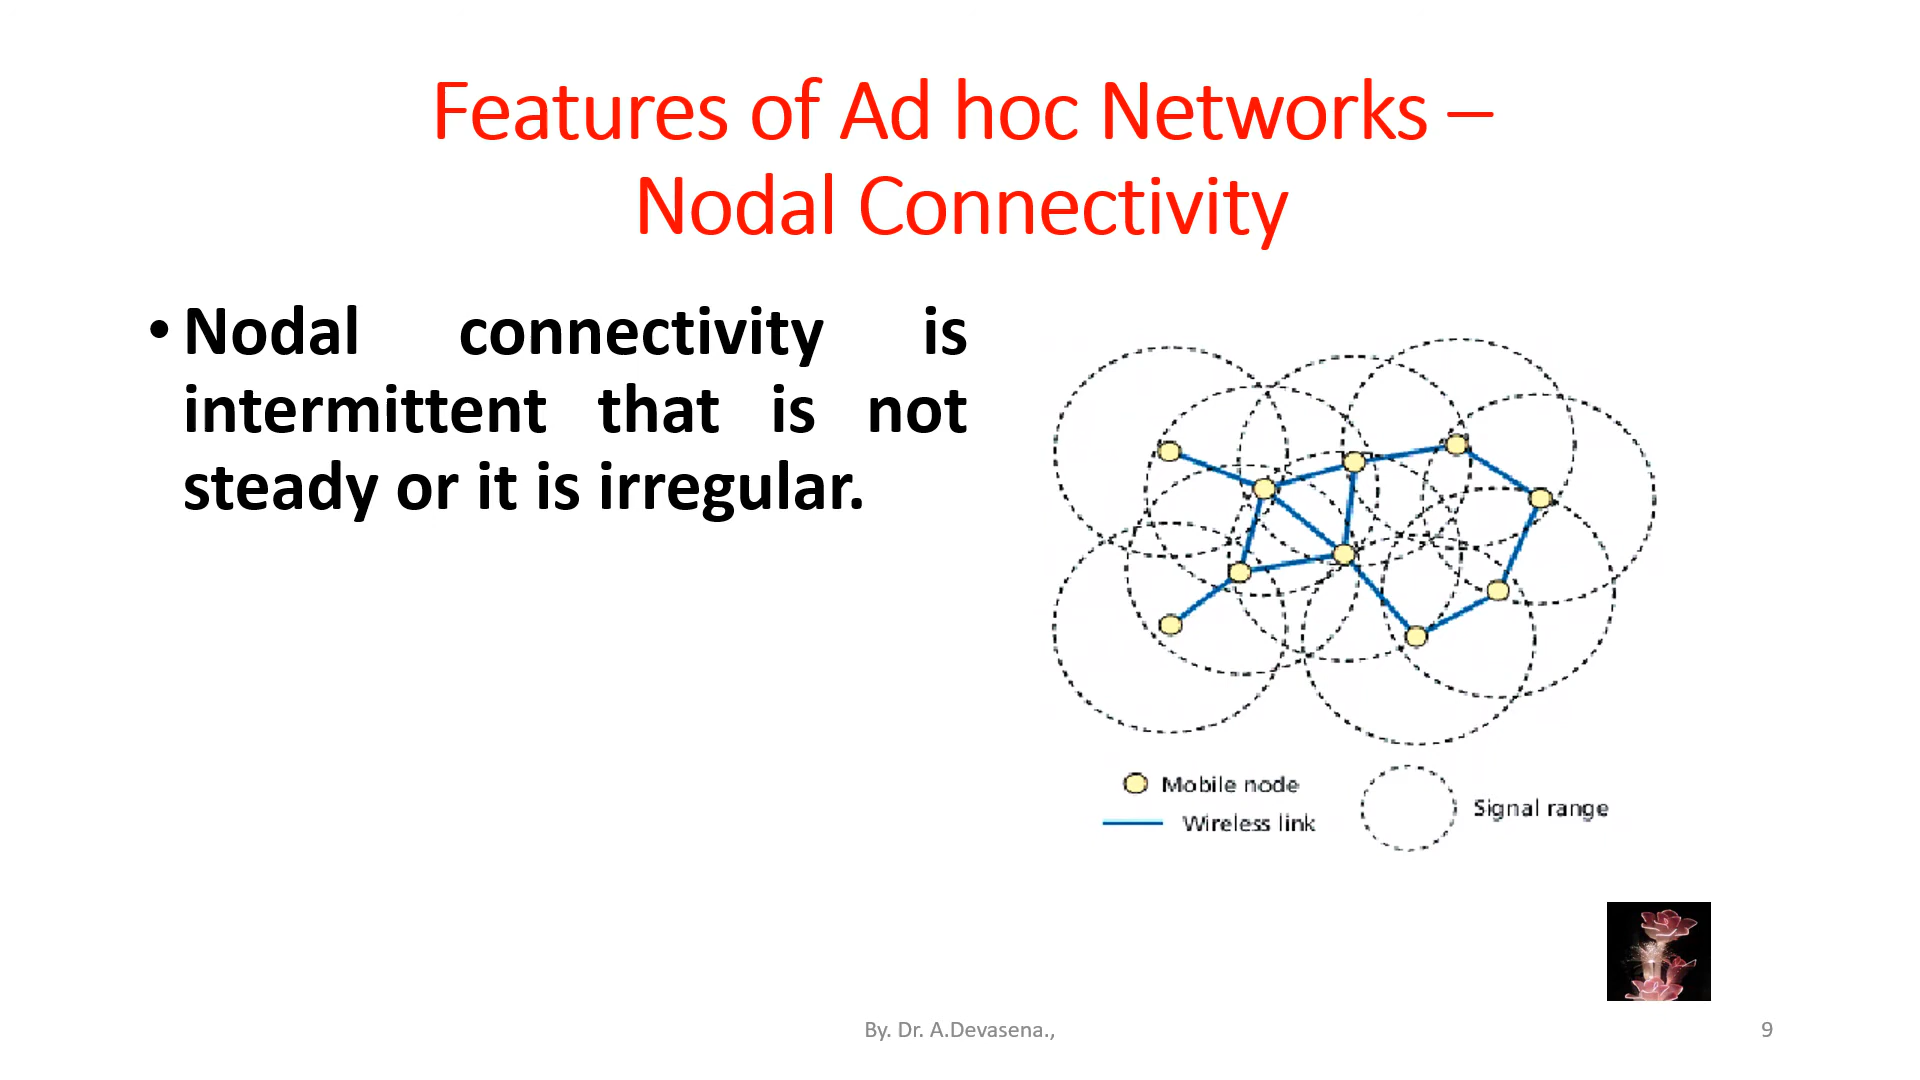 Features of Ad hoc Networks –
Nodal Connectivity
• Nodal connectivity is
intermittent that is not
steady or it is irregular.
Mobile node
Wireless link
Signal range
By. Dr. A.Devasena.,
9